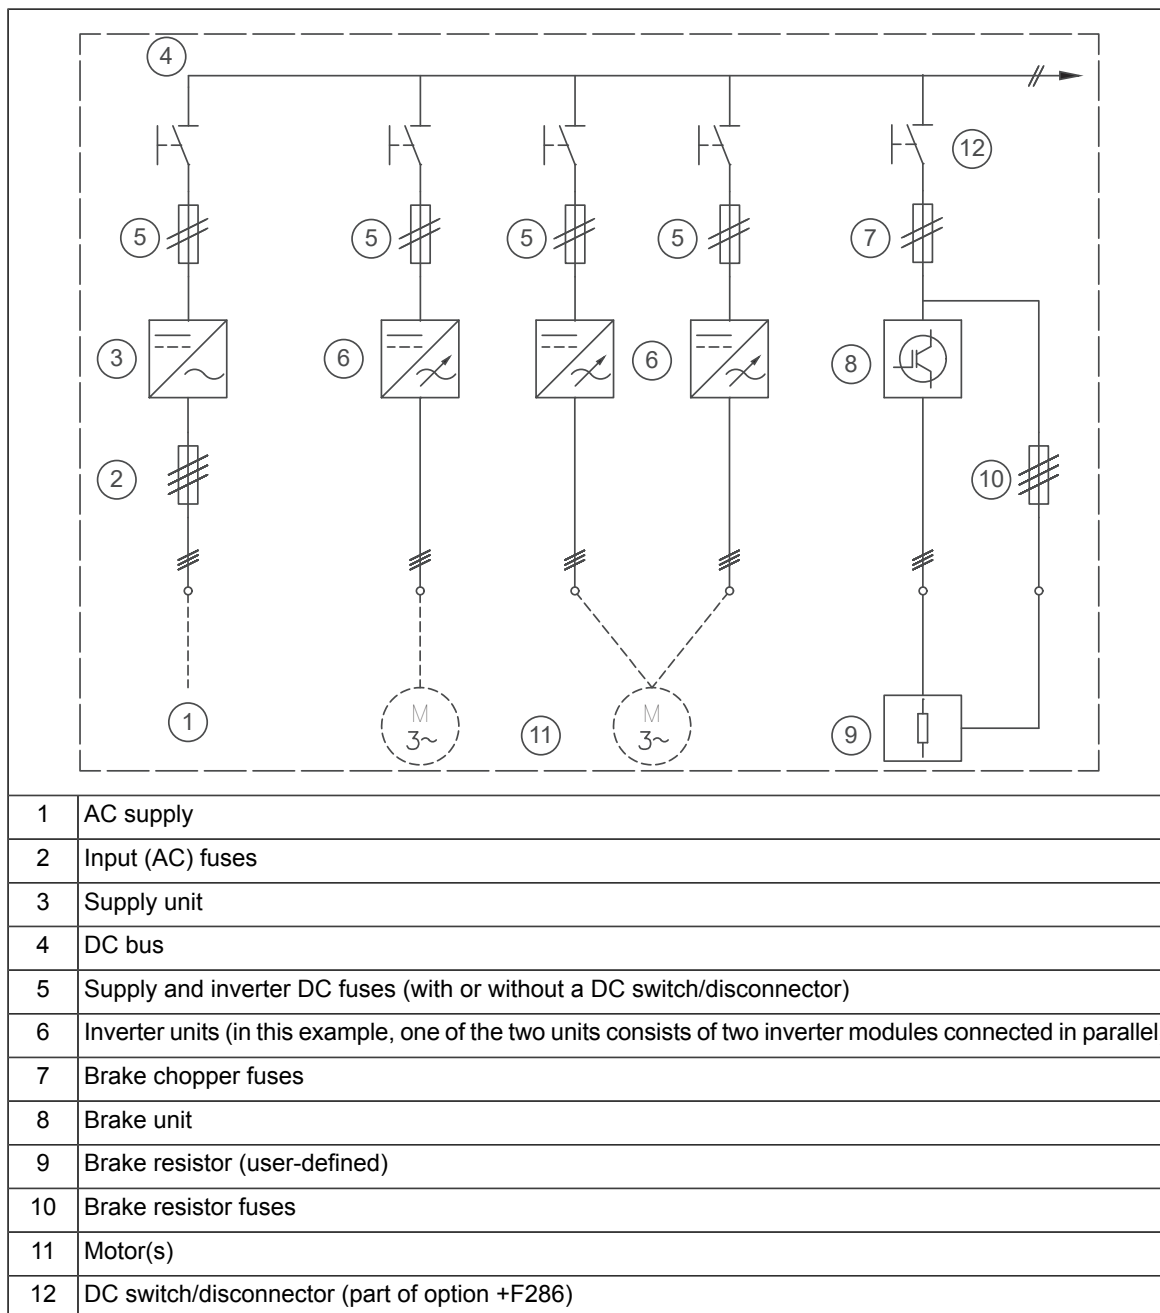 4
12
5
5
5
5
7
3
6
6
8
2
10
1
M
3~
11
M
3~
9
1 AC supply
2 Input (AC) fuses
3 Supply unit
4 DC bus
5 Supply and inverter DC fuses (with or without a DC switch/disconnector)
6 Inverter units (in this example, one of the two units consists of two inverter modules connected in parallel
7 Brake chopper fuses
8 Brake unit
9 Brake resistor (user-defined)
10 Brake resistor fuses
11 Motor(s)
12 DC switch/disconnector (part of option +F286)